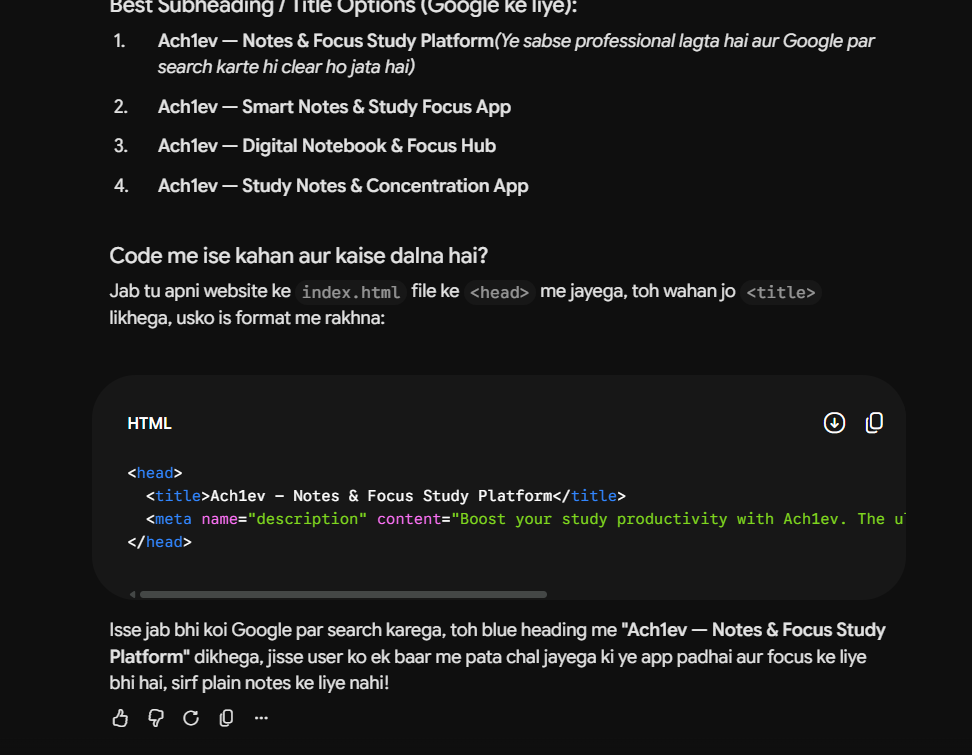 Best Subheading / Title Options (Google ke liye):
1. Ach1ev — Notes & Focus Study Platform(Ye sabse professional lagta hai aur Google par
search karte hi clear ho jata hai)
2. Ach1ev — Smart Notes & Study Focus App
3. Ach1ev — Digital Notebook & Focus Hub
4. Ach1ev — Study Notes & Concentration App
Code me ise kahan aur kaise dalna hai?
Jab tu apni website ke index.html file ke <head> me jayega, toh wahan jo <title>
likhega, usko is format me rakhna:
HTML
<head>
  <title>Ach1ev – Notes & Focus Study Platform</title>
  <meta name="description" content="Boost your study productivity with Ach1ev. The
</head>
Isse jab bhi koi Google par search karega, toh blue heading me "Ach1ev — Notes & Focus Study
Platform" dikhega, jisse user ko ek baar me pata chal jayega ki ye app padhai aur focus ke liye
bhi hai, sirf plain notes ke liye nahi!